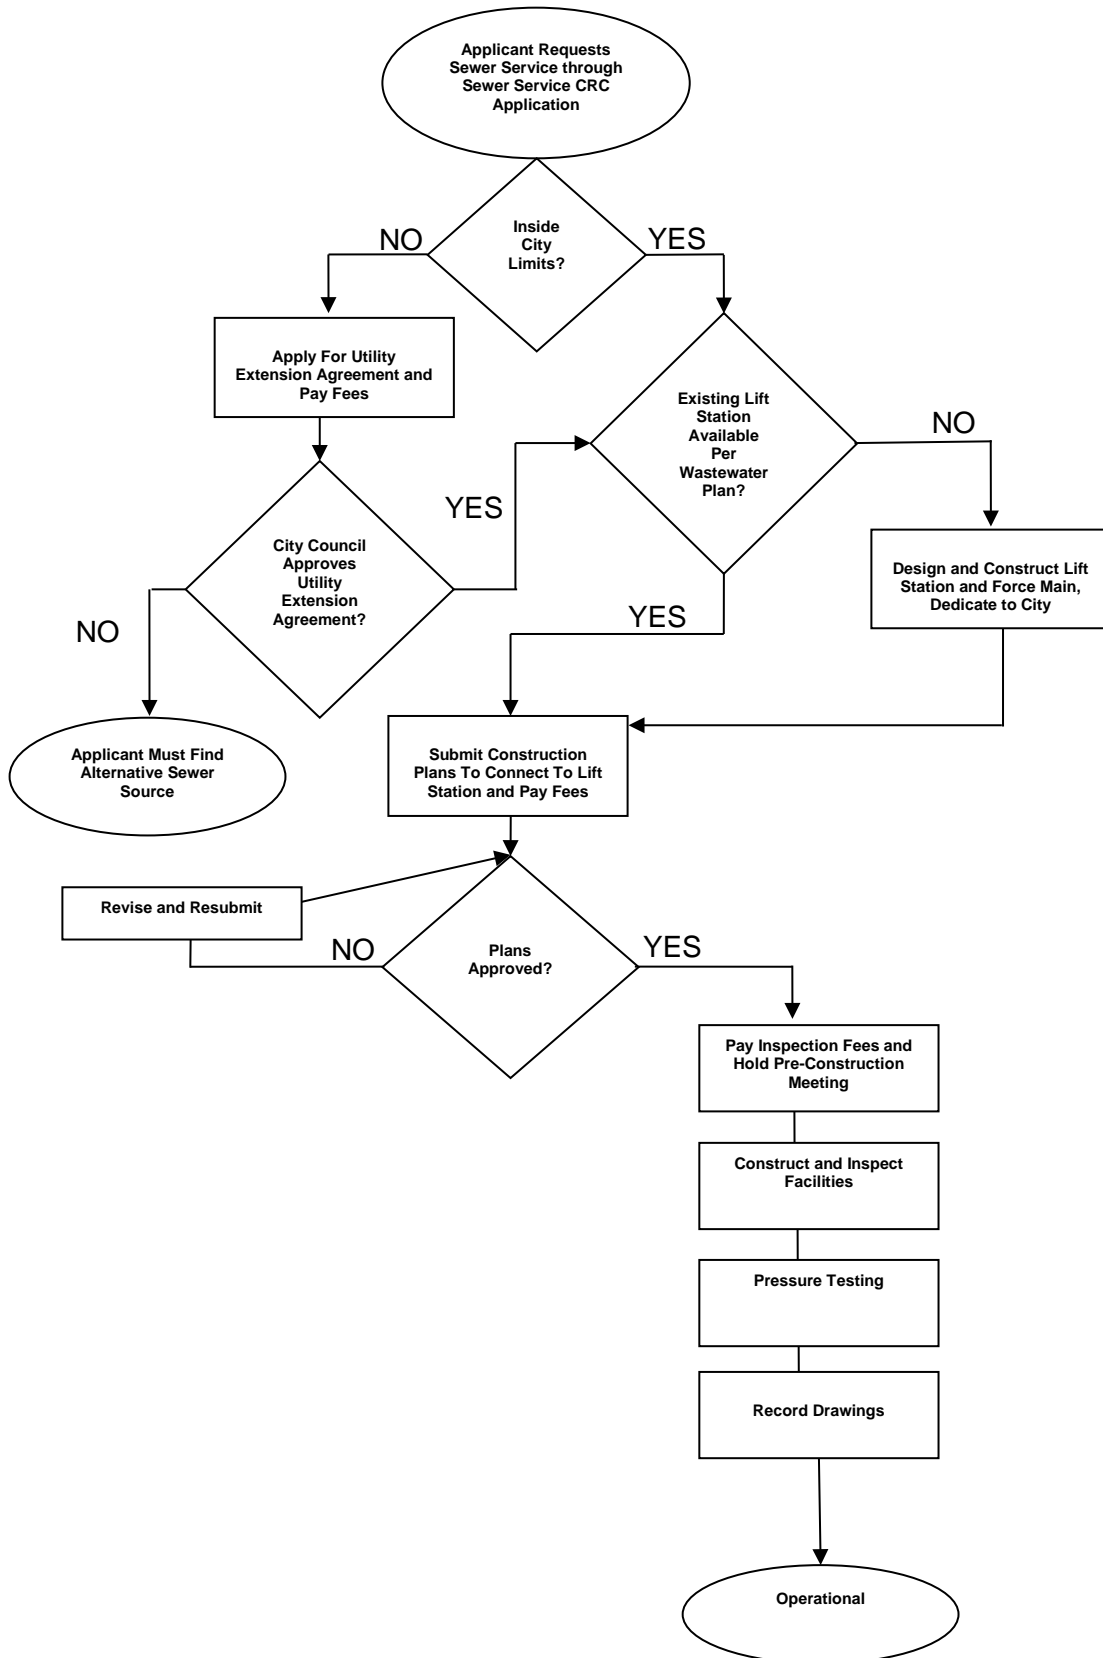 Applicant Requests
Sewer Service through
Sewer Service CRC
Application
Inside
City
Limits?
NO
YES
Apply For Utility
Extension Agreement and
Pay Fees
Existing Lift
Station
Available
Per
Wastewater
Plan?
NO
YES
City Council
Approves
Utility
Extension
Agreement?
Design and Construct Lift
Station and Force Main,
Dedicate to City
YES
NO
Applicant Must Find
Alternative Sewer
Source
Submit Construction
Plans To Connect To Lift
Station and Pay Fees
Revise and Resubmit
NO
Plans
Approved?
YES
Pay Inspection Fees and
Hold Pre-Construction
Meeting
Construct and Inspect
Facilities
Pressure Testing
Record Drawings
Operational